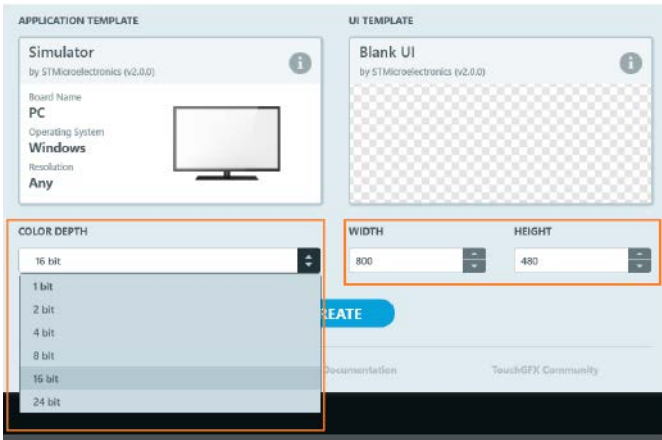 APPLICATION TEMPLATE
Simulator
by STMicroelectronics (v2.0.0)
Board Name
PC
Operating System
Windows
Resolution
Any
UI TEMPLATE
Blank UI
by STMicroelectronics (v2.0.0)
COLOR DEPTH
16 bit
1 bit
2 bit
4 bit
8 bit
16 bit
24 bit
WIDTH
800
HEIGHT
480
REATE
Documentation
TouchGFX Community